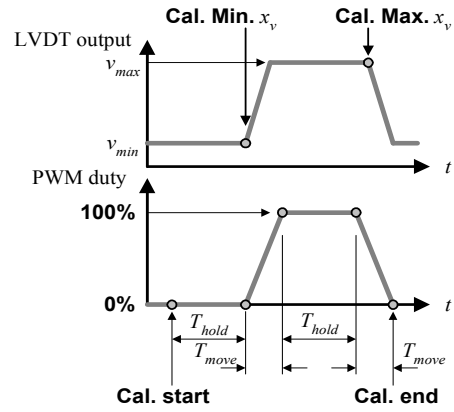 Cal. Min. x_v
Cal. Max. x_v
LVDT output
v_max
v_min
t
PWM duty
100%
0%
t
T_hold
T_hold
T_move
T_move
Cal. start
Cal. end